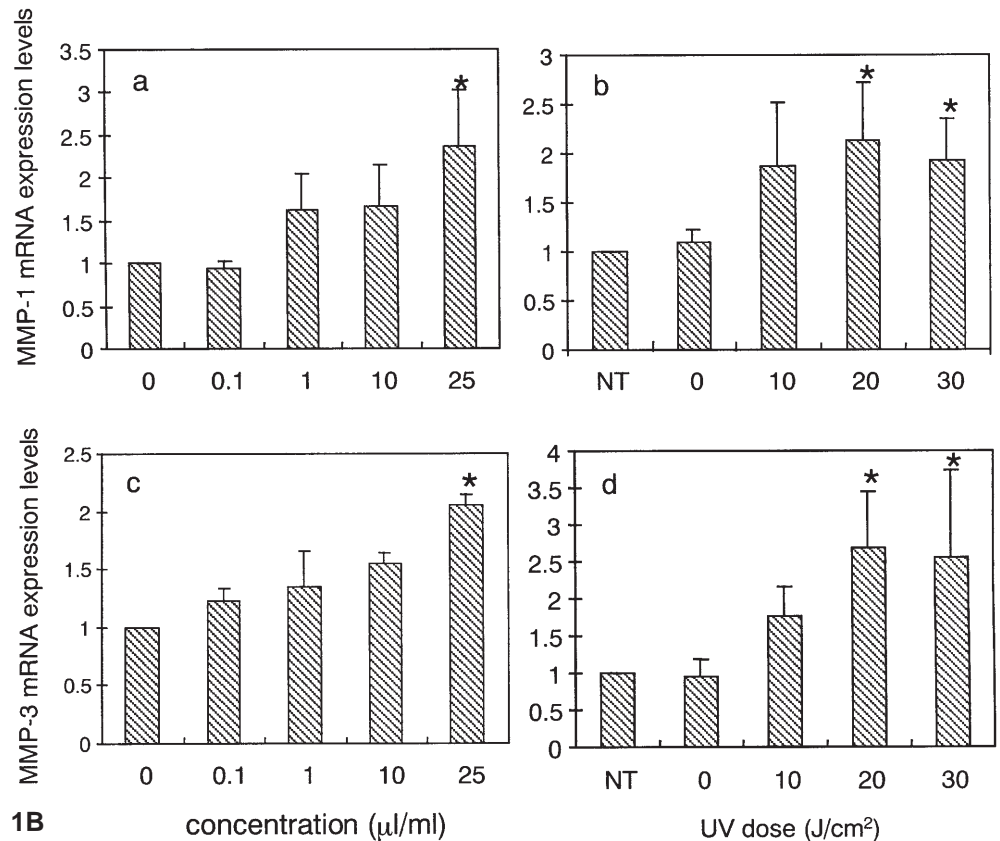 MMP-1 mRNA expression levels
a
3.5
3
2.5
2
1.5
1
0.5
0
*
0 0.1 1 10 25
b
3
2.5
2
1.5
1
0.5
0
* *
NT 0 10 20 30
MMP-3 mRNA expression levels
c
2.5
2
1.5
1
0.5
0
*
0 0.1 1 10 25
concentration (μl/ml)
d
4
3.5
3
2.5
2
1.5
1
0.5
0
* *
NT 0 10 20 30
UV dose (J/cm²)
1B